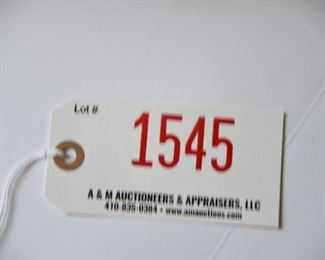 Lot #
1545
A & M AUCTIONEERS & APPRAISERS, LLC
410-835-0384 • www.amauctions.com